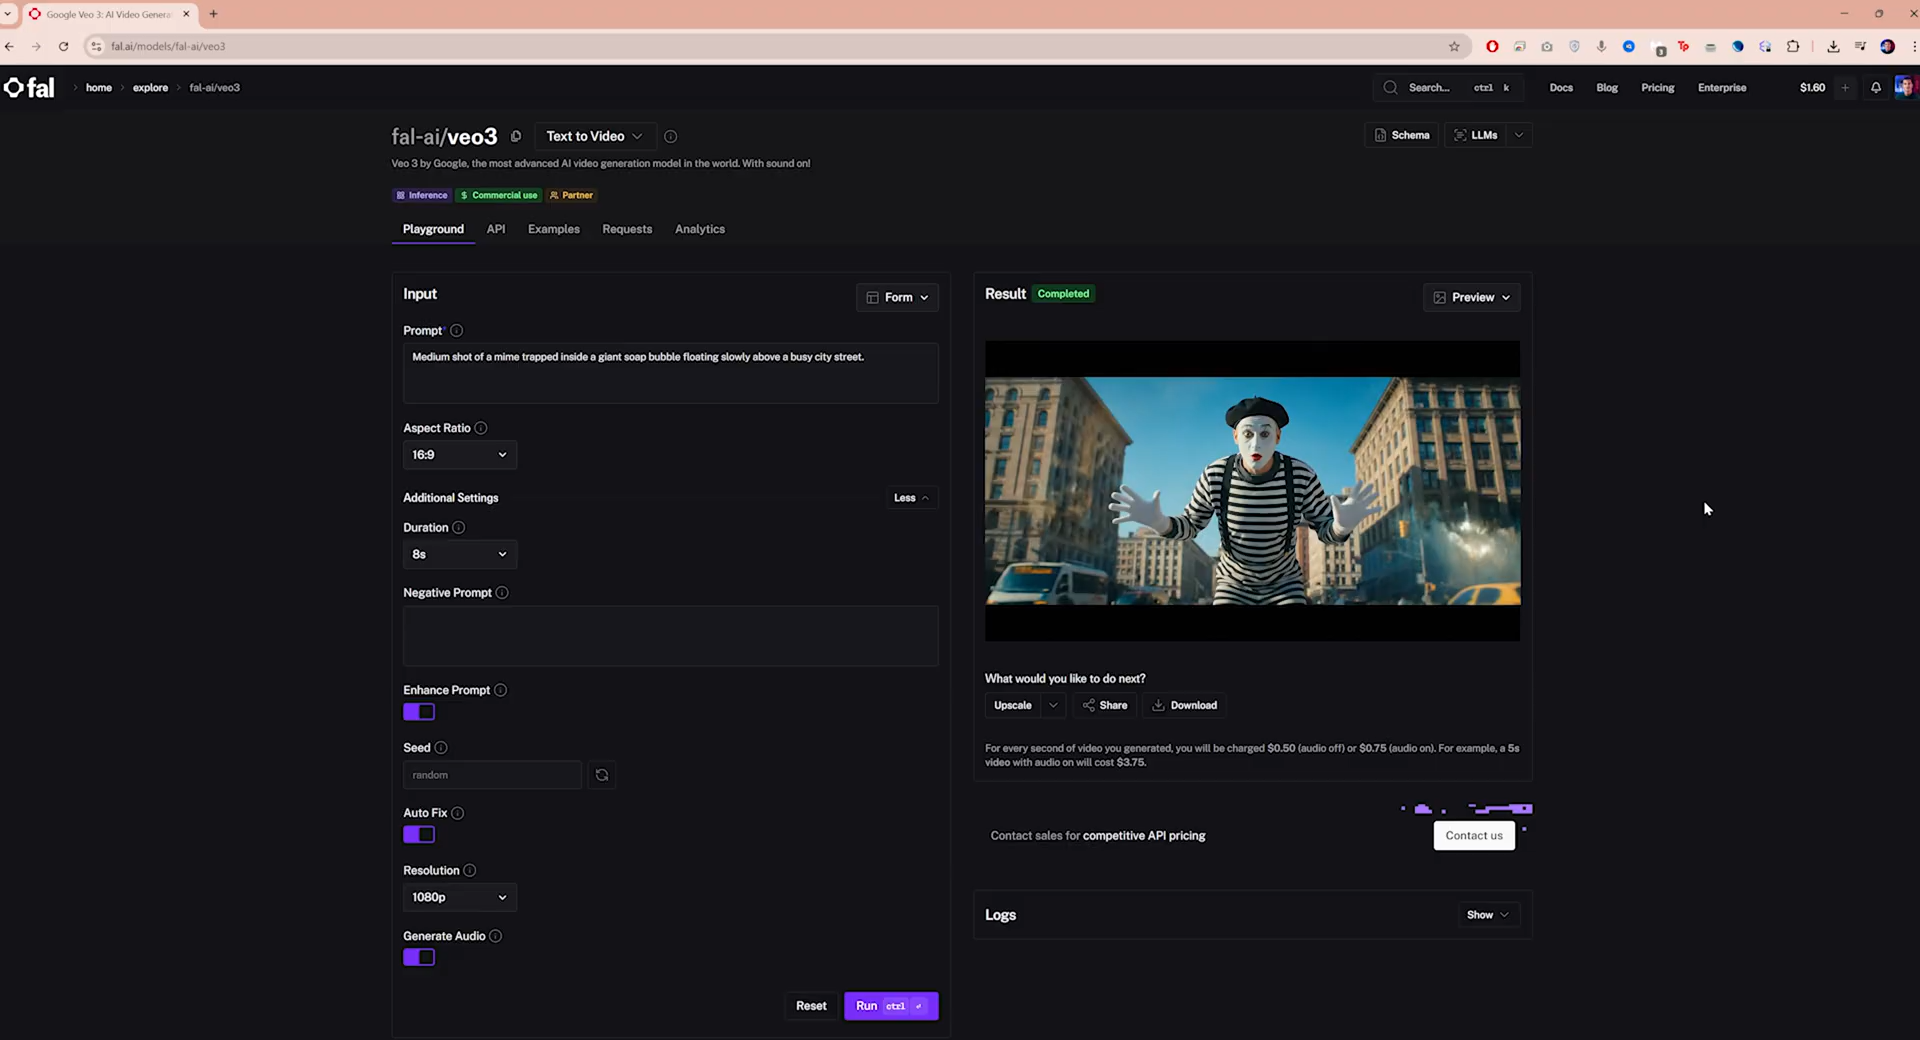 Google Veo 3: AI Video Genera
fal.ai/models/fal-ai/veo3
fal
home
explore
fal-ai/veo3
Search...
ctrl k
Docs
Blog
Pricing
Enterprise
$1.60
fal-ai/veo3
Text to Video
Schema
LLMs
Veo 3 by Google, the most advanced AI video generation model in the world. With sound on!
Inference
$ Commercial use
Partner
Playground
API
Examples
Requests
Analytics
Input
Form
Prompt*
Medium shot of a mime trapped inside a giant soap bubble floating slowly above a busy city street.
Aspect Ratio
16:9
Additional Settings
Less
Duration
8s
Negative Prompt
Enhance Prompt
Seed
random
Auto Fix
Resolution
1080p
Generate Audio
Reset
Run ctrl
Result
Completed
Preview
What would you like to do next?
Upscale
Share
Download
For every second of video you generated, you will be charged $0.50 (audio off) or $0.75 (audio on). For example, a 5s
video with audio on will cost $3.75.
Contact sales for competitive API pricing
Contact us
Logs
Show